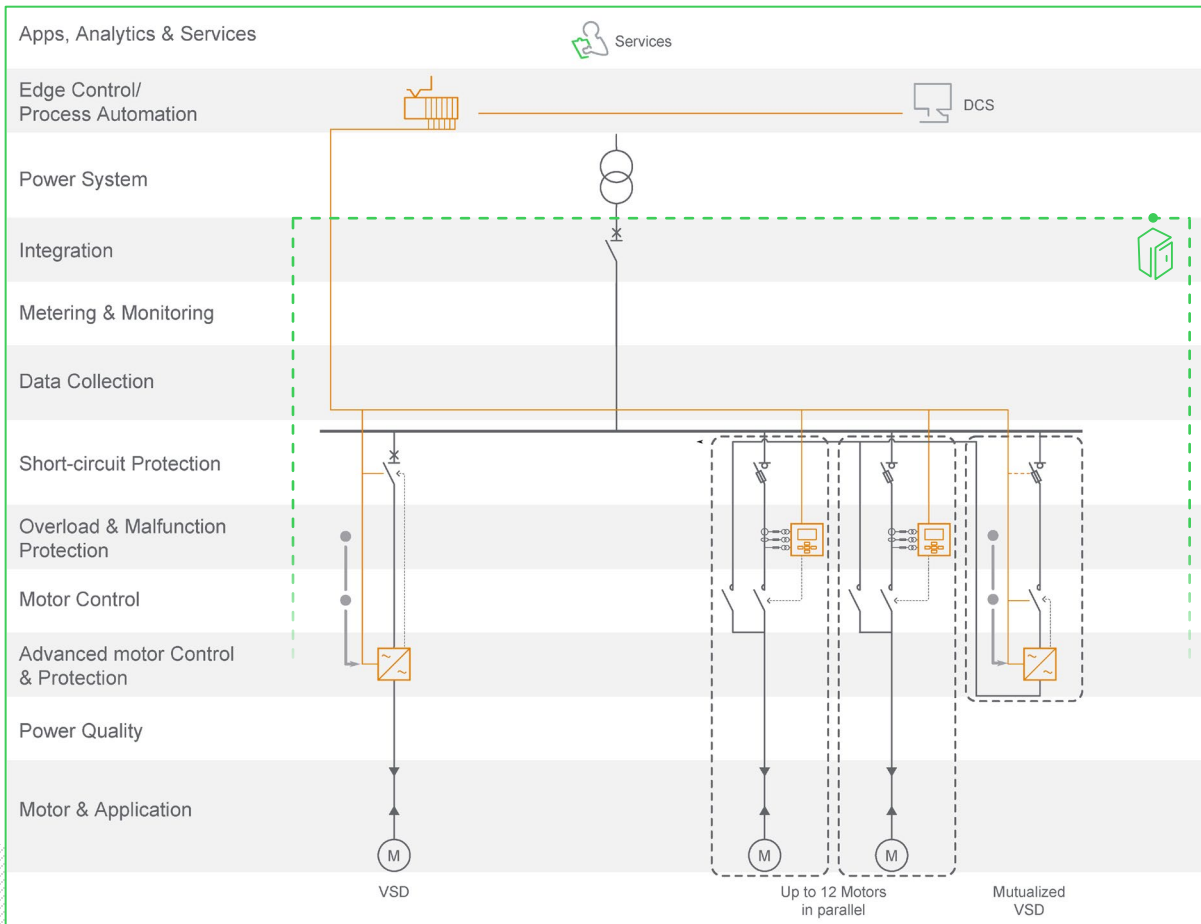 Apps, Analytics & Services
Services
Edge Control/
Process Automation
DCS
Power System
Integration
Metering & Monitoring
Data Collection
Short-circuit Protection
Overload & Malfunction
Protection
Motor Control
Advanced motor Control
& Protection
Power Quality
Motor & Application
M
M
M
VSD
Up to 12 Motors
in parallel
Mutualized
VSD